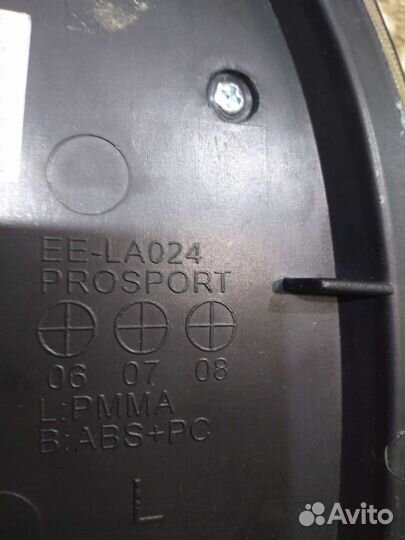 EE-LA024
PROSPORT
06 07 08
L:PMMA
B:ABS+PC
L
Avito